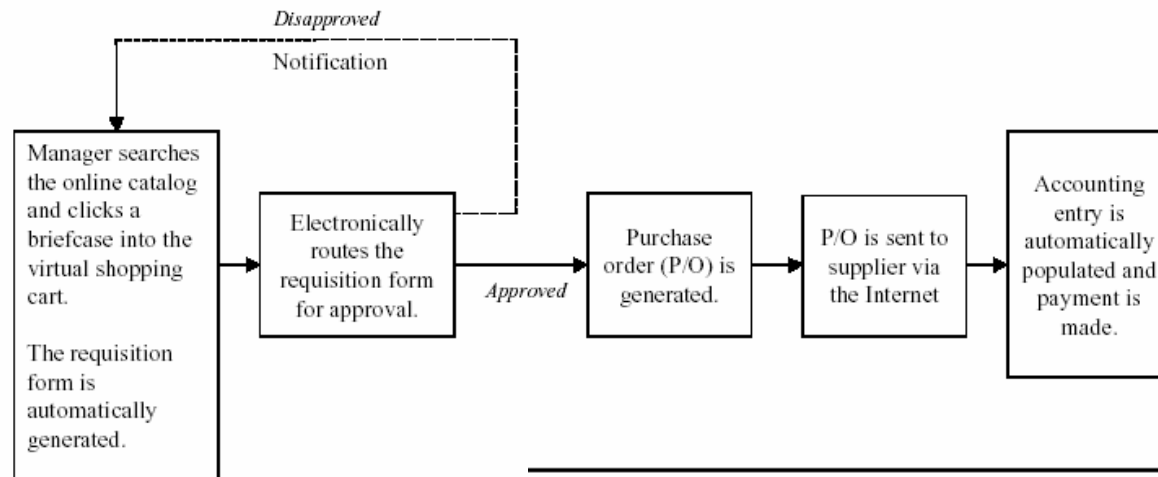 Disapproved
Notification
Manager searches
the online catalog
and clicks a
briefcase into the
virtual shopping
cart.
The requisition
form is
automatically
generated.
Electronically
routes the
requisition form
for approval.
Approved
Purchase
order (P/O) is
generated.
P/O is sent to
supplier via
the Internet
Accounting
entry is
automatically
populated and
payment is
made.